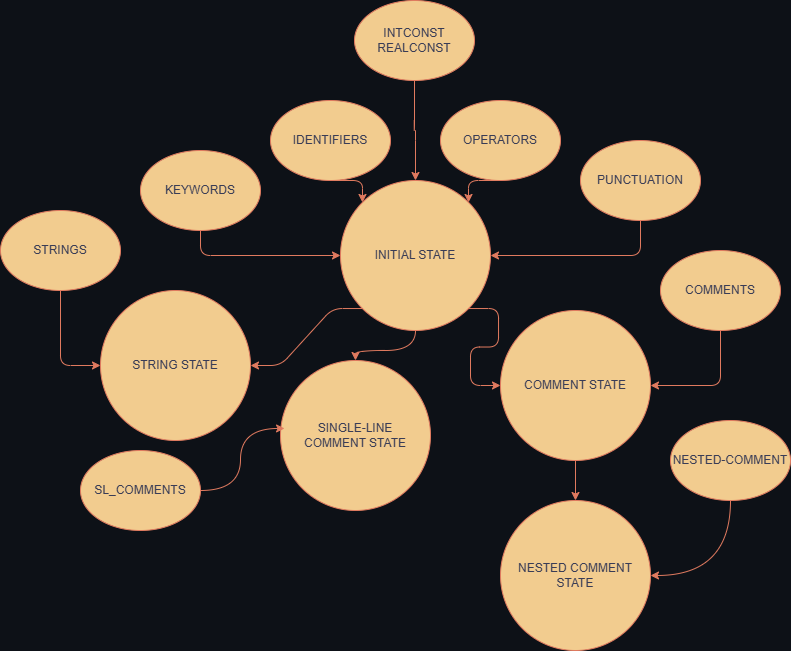 INTCONST
REALCONST
IDENTIFIERS
OPERATORS
KEYWORDS
PUNCTUATION
STRINGS
INITIAL STATE
COMMENTS
STRING STATE
COMMENT STATE
SINGLE-LINE
COMMENT STATE
NESTED-COMMENT
SL_COMMENTS
NESTED COMMENT
STATE